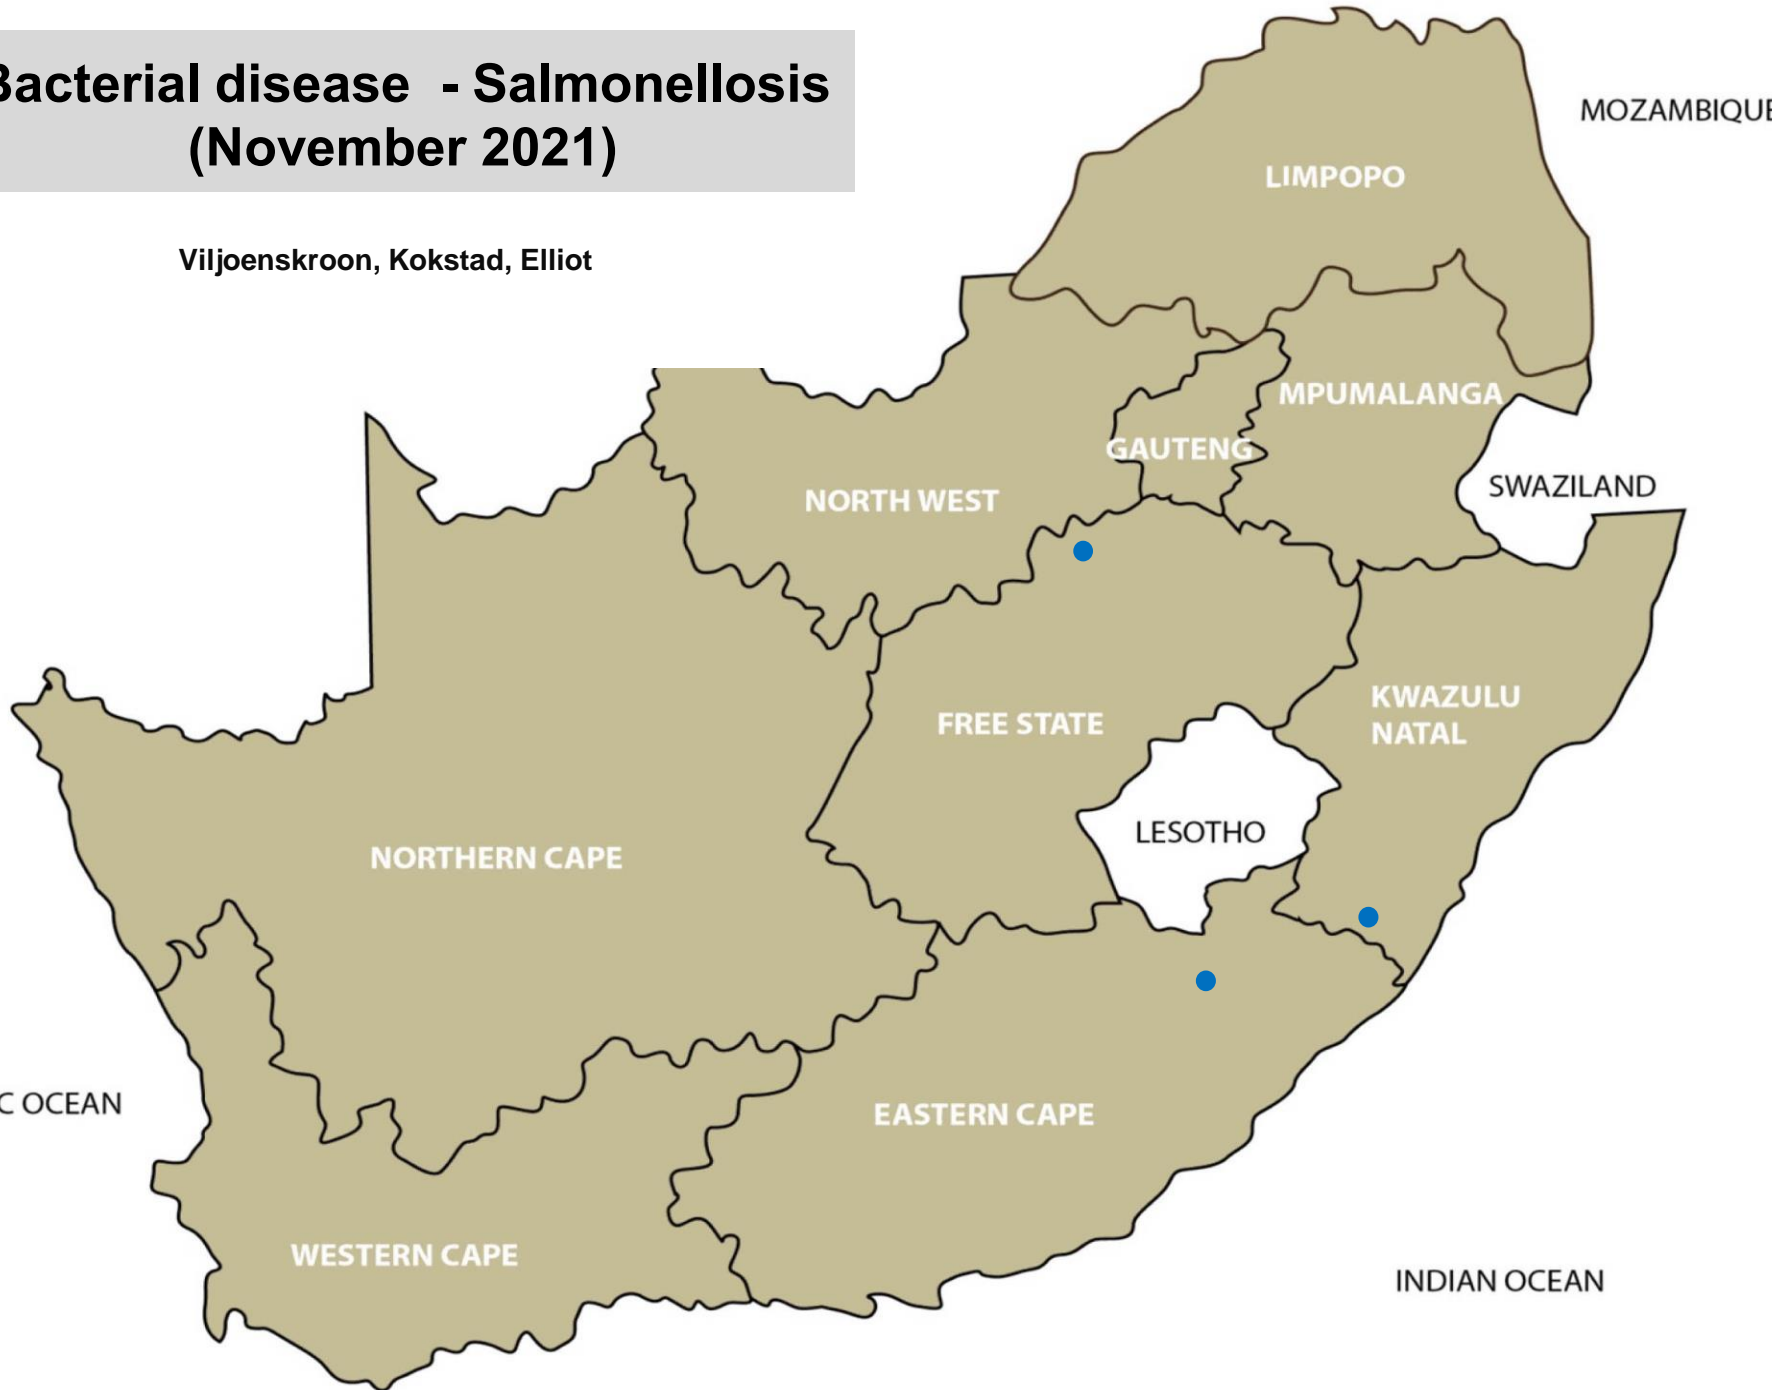 Bacterial disease - Salmonellosis
(November 2021)
Viljoenskroon, Kokstad, Elliot
MOZAMBIQUE
LIMPOPO
MPUMALANGA
GAUTENG
SWAZILAND
NORTH WEST
KWAZULU
NATAL
FREE STATE
LESOTHO
NORTHERN CAPE
C OCEAN
EASTERN CAPE
WESTERN CAPE
INDIAN OCEAN